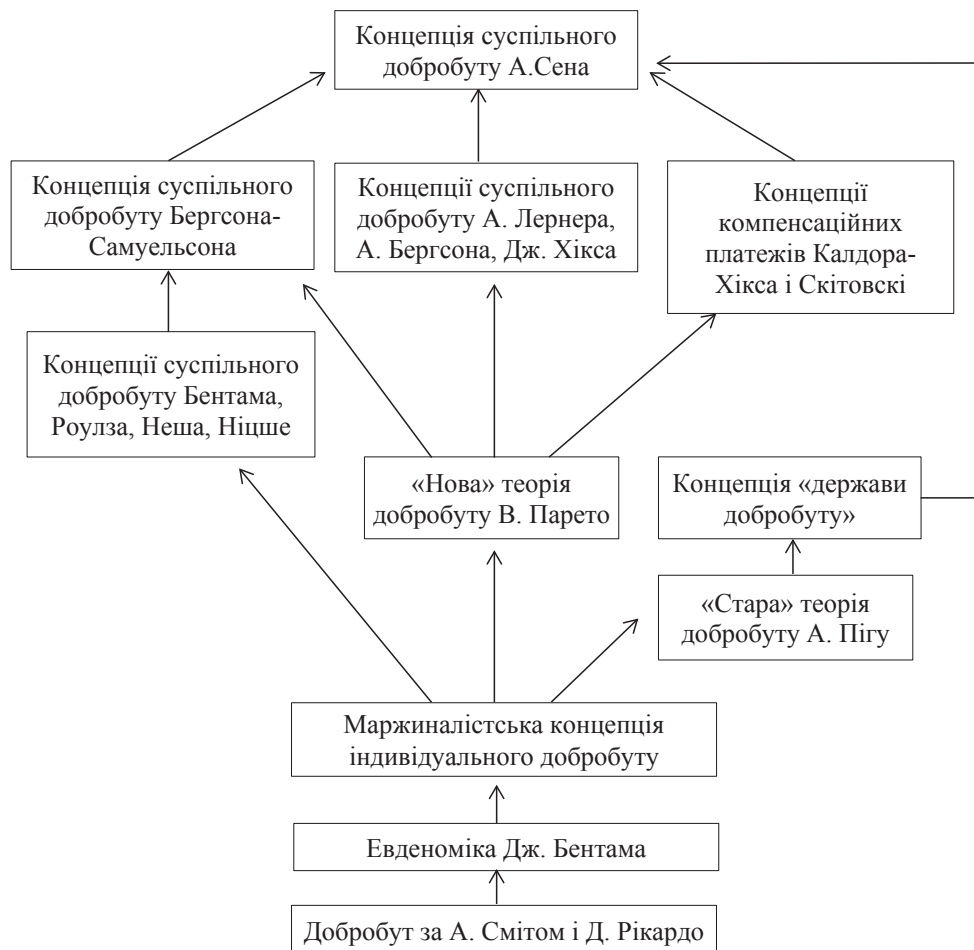 Концепція суспільного
добробуту А.Сена
Концепція суспільного
добробуту Бергсона-
Самуельсона
Концепції суспільного
добробуту А. Лернера,
А. Бергсона, Дж. Хікса
Концепції
компенсаційних
платежів Калдора-
Хікса і Скітовскі
Концепції суспільного
добробуту Бентама,
Роулза, Неша, Ніцше
«Нова» теорія
добробуту В. Парето
Концепція «держави
добробуту»
«Стара» теорія
добробуту А. Пігу
Маржиналістська концепція
індивідуального добробуту
Евденоміка Дж. Бентама
Добробут за А. Смітом і Д. Рікардо